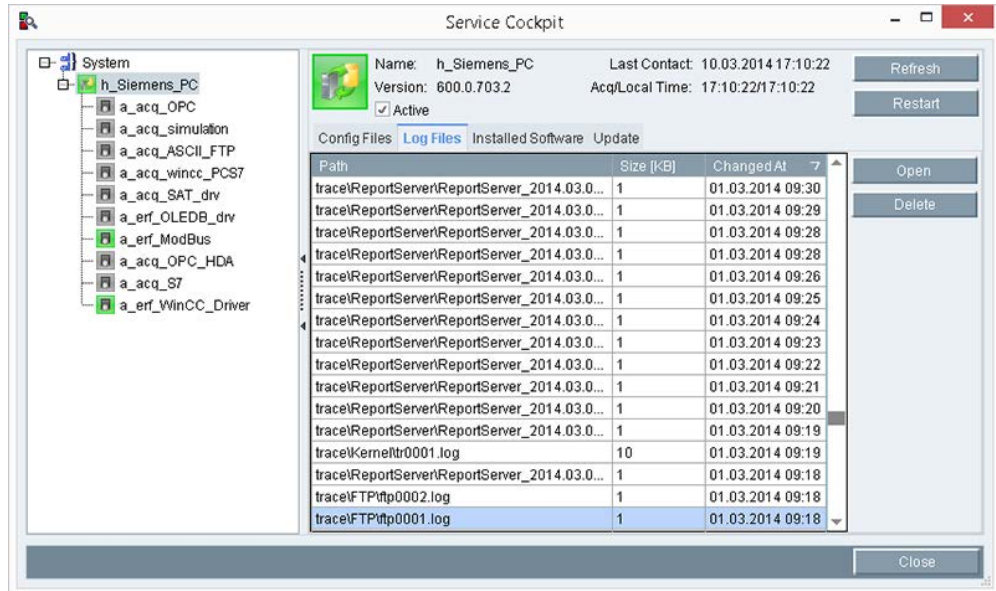 Service Cockpit
System
h_Siemens_PC
a_acq_OPC
a_acq_simulation
a_acq_ASCII_FTP
a_acq_wincc_PCS7
a_acq_SAT_drv
a_erf_OLEDB_drv
a_erf_ModBus
a_acq_OPC_HDA
a_acq_S7
a_erf_WinCC_Driver
Name: h_Siemens_PC Last Contact: 10.03.2014 17:10:22
Version: 600.0.703.2 Acq/Local Time: 17:10:22/17:10:22
Active
Refresh
Restart
Config Files Log Files Installed Software Update
Path Size [KB] Changed At
trace\ReportServer\ReportServer_2014.03.0... 1 01.03.2014 09:30
trace\ReportServer\ReportServer_2014.03.0... 1 01.03.2014 09:29
trace\ReportServer\ReportServer_2014.03.0... 1 01.03.2014 09:28
trace\ReportServer\ReportServer_2014.03.0... 1 01.03.2014 09:28
trace\ReportServer\ReportServer_2014.03.0... 1 01.03.2014 09:26
trace\ReportServer\ReportServer_2014.03.0... 1 01.03.2014 09:25
trace\ReportServer\ReportServer_2014.03.0... 1 01.03.2014 09:24
trace\ReportServer\ReportServer_2014.03.0... 1 01.03.2014 09:23
trace\ReportServer\ReportServer_2014.03.0... 1 01.03.2014 09:22
trace\ReportServer\ReportServer_2014.03.0... 1 01.03.2014 09:21
trace\ReportServer\ReportServer_2014.03.0... 1 01.03.2014 09:20
trace\ReportServer\ReportServer_2014.03.0... 1 01.03.2014 09:19
trace\Kernel\tr0001.log 10 01.03.2014 09:19
trace\ReportServer\ReportServer_2014.03.0... 1 01.03.2014 09:18
trace\FTP\ftp0002.log 1 01.03.2014 09:18
trace\FTP\ftp0001.log 1 01.03.2014 09:18
Open
Delete
Close